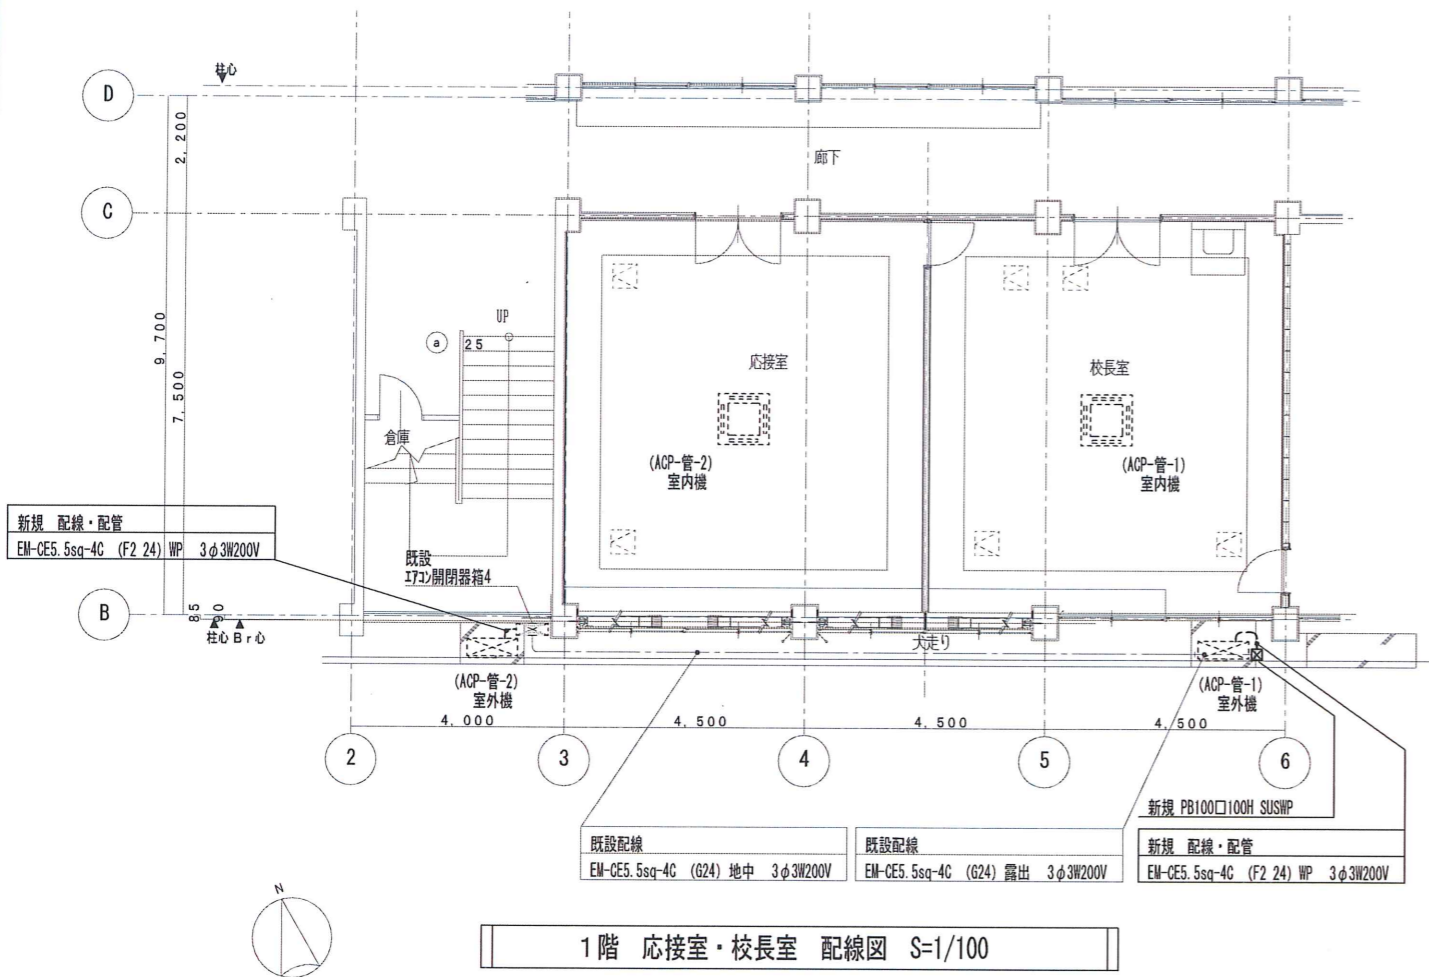 柱心
D
2,200
廊下
C
9,700
7,500
UP
a
25
応接室
校長室
倉庫
(ACP-管-2)
室内機
(ACP-管-1)
室内機
新規 配線・配管
EM-CE5.5sq-4C (F2 24) WP 3φ3W200V
既設
エアコン開閉器箱4
B
85
90
柱心 Br心
犬走り
(ACP-管-2)
室外機
(ACP-管-1)
室外機
4,000
4,500
4,500
4,500
2
3
4
5
6
新規 PB100□100H SUSWP
既設配線
EM-CE5.5sq-4C (G24) 地中 3φ3W200V
既設配線
EM-CE5.5sq-4C (G24) 露出 3φ3W200V
新規 配線・配管
EM-CE5.5sq-4C (F2 24) WP 3φ3W200V
N
1階 応接室・校長室 配線図 S=1/100